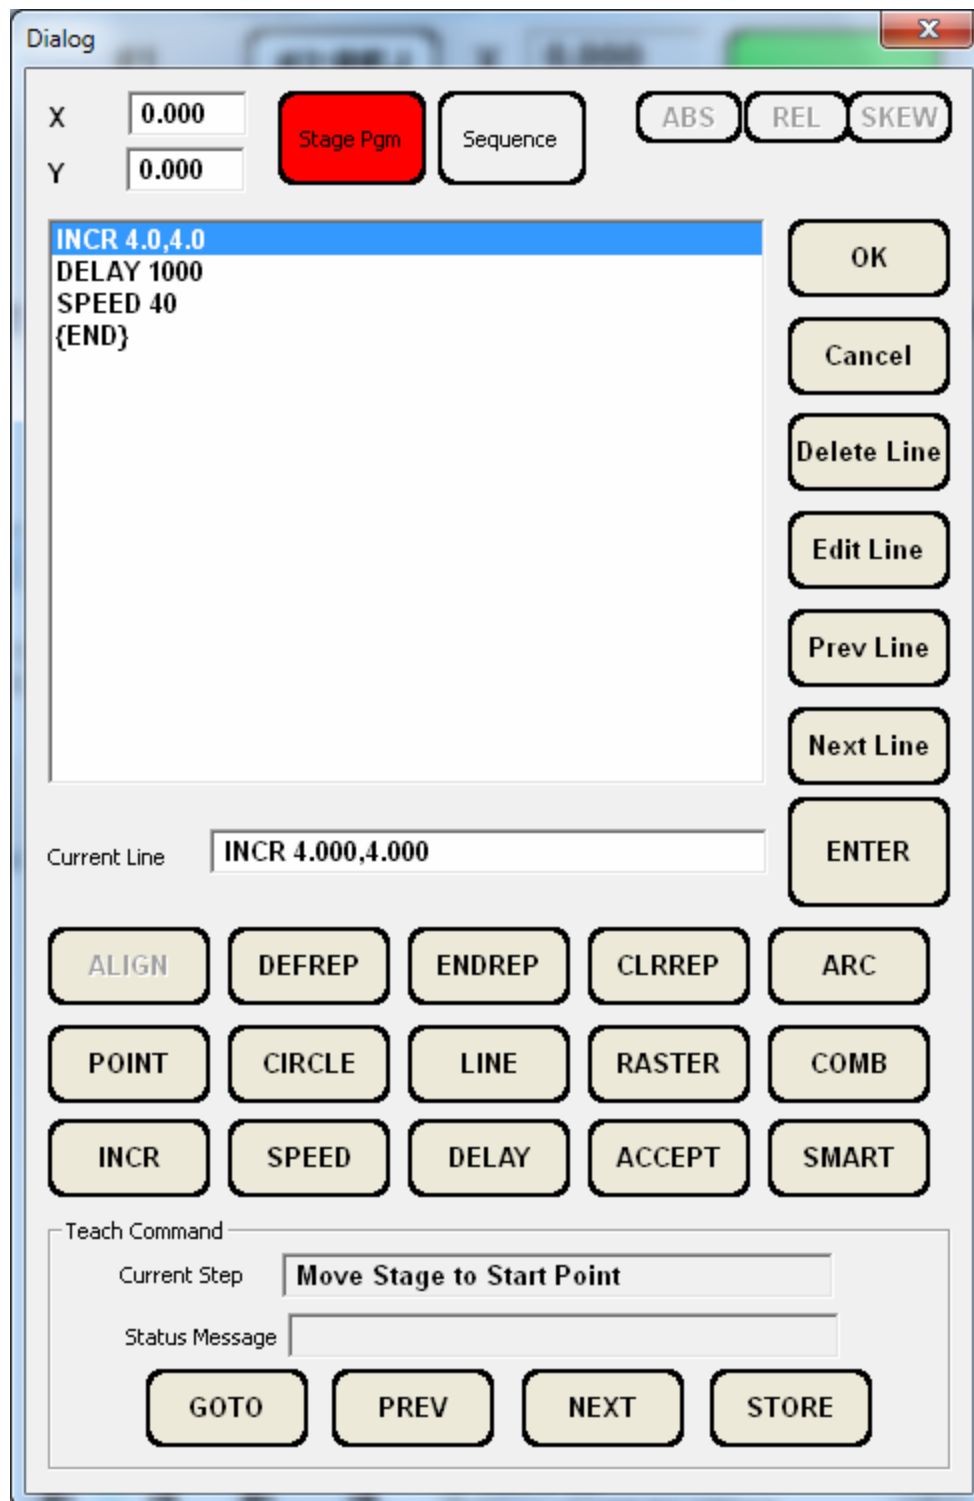 Dialog
X 0.000 Stage Pgm Sequence ABS REL SKEW
Y 0.000
INCR 4.0,4.0
DELAY 1000
SPEED 40
{END}
OK
Cancel
Delete Line
Edit Line
Prev Line
Next Line
Current Line INCR 4.000,4.000 ENTER
ALIGN DEFREP ENDREP CLRREP ARC
POINT CIRCLE LINE RASTER COMB
INCR SPEED DELAY ACCEPT SMART
Teach Command
Current Step Move Stage to Start Point
Status Message
GOTO PREV NEXT STORE